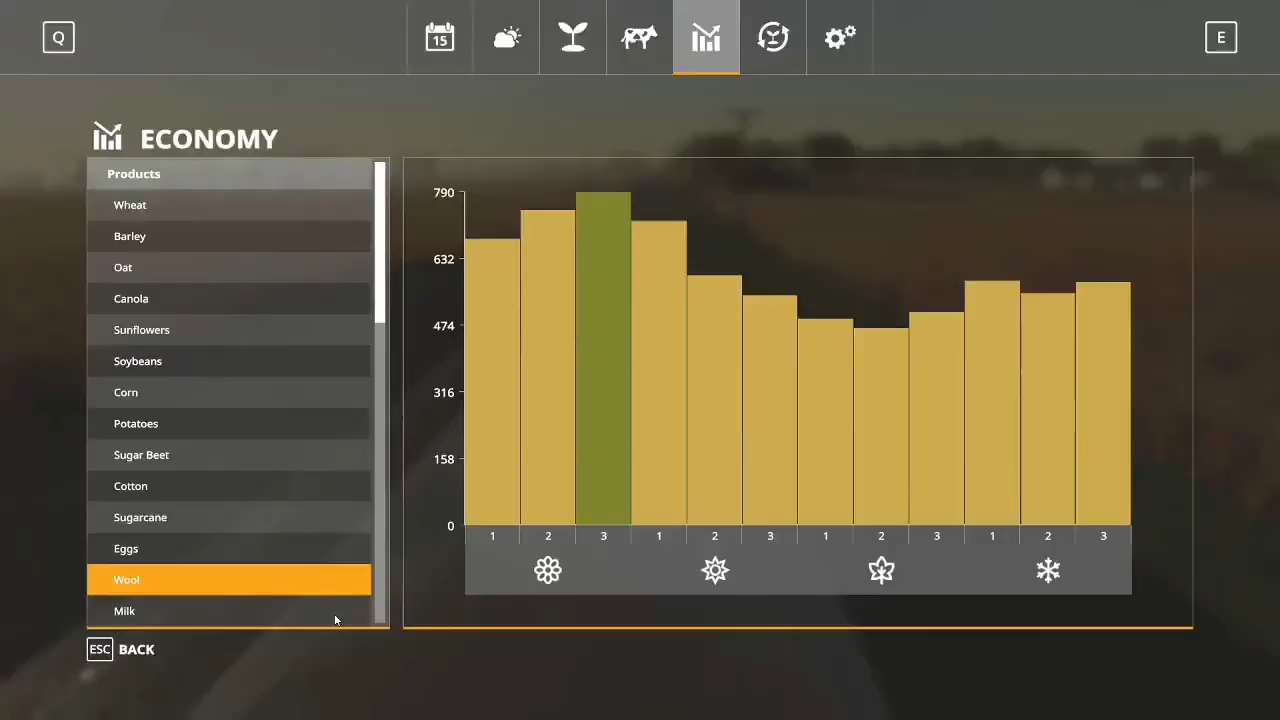 Q
15
E
ECONOMY
Products
Wheat
Barley
Oat
Canola
Sunflowers
Soybeans
Corn
Potatoes
Sugar Beet
Cotton
Sugarcane
Eggs
Wool
Milk
790
632
474
316
158
0
1 2 3 1 2 3 1 2 3 1 2 3
ESC BACK